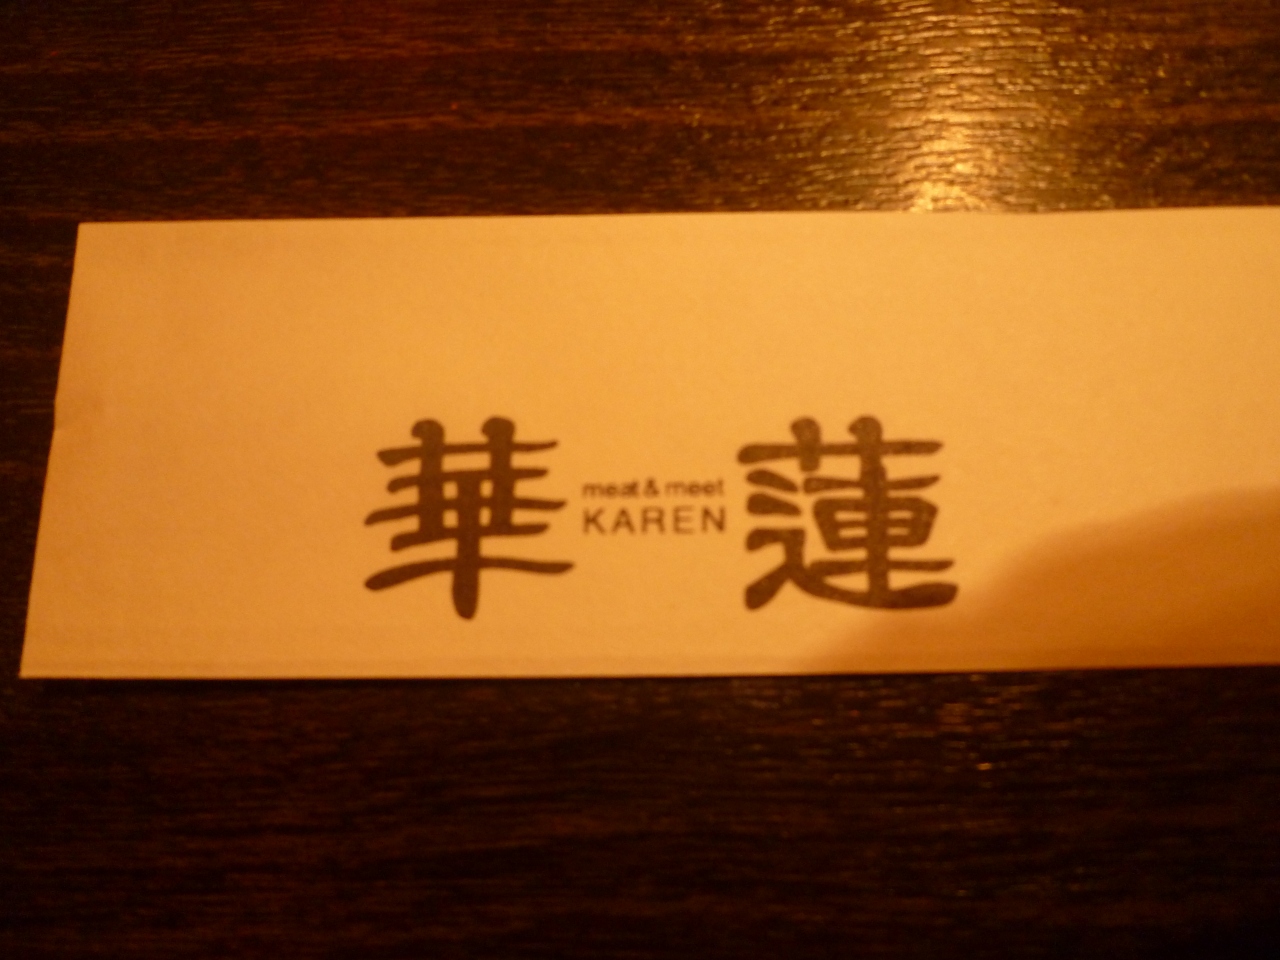 華
meat & meet
KAREN
蓮